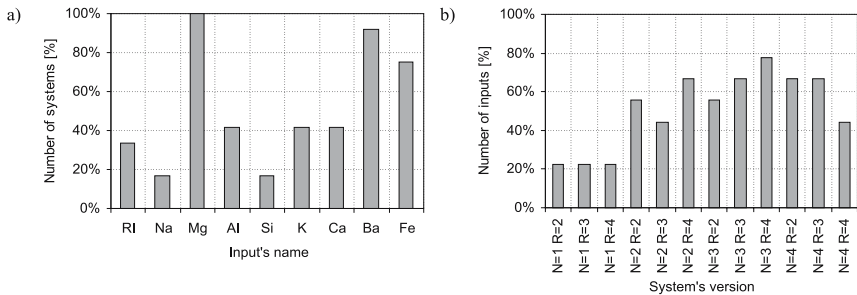 a)
Number of systems [%]
100%
80%
60%
40%
20%
0%
RI Na Mg Al Si K Ca Ba Fe
Input's name
b)
Number of inputs [%]
100%
80%
60%
40%
20%
0%
N=1 R=2
N=1 R=3
N=1 R=4
N=2 R=2
N=2 R=3
N=2 R=4
N=3 R=2
N=3 R=3
N=3 R=4
N=4 R=2
N=4 R=3
N=4 R=4
System's version